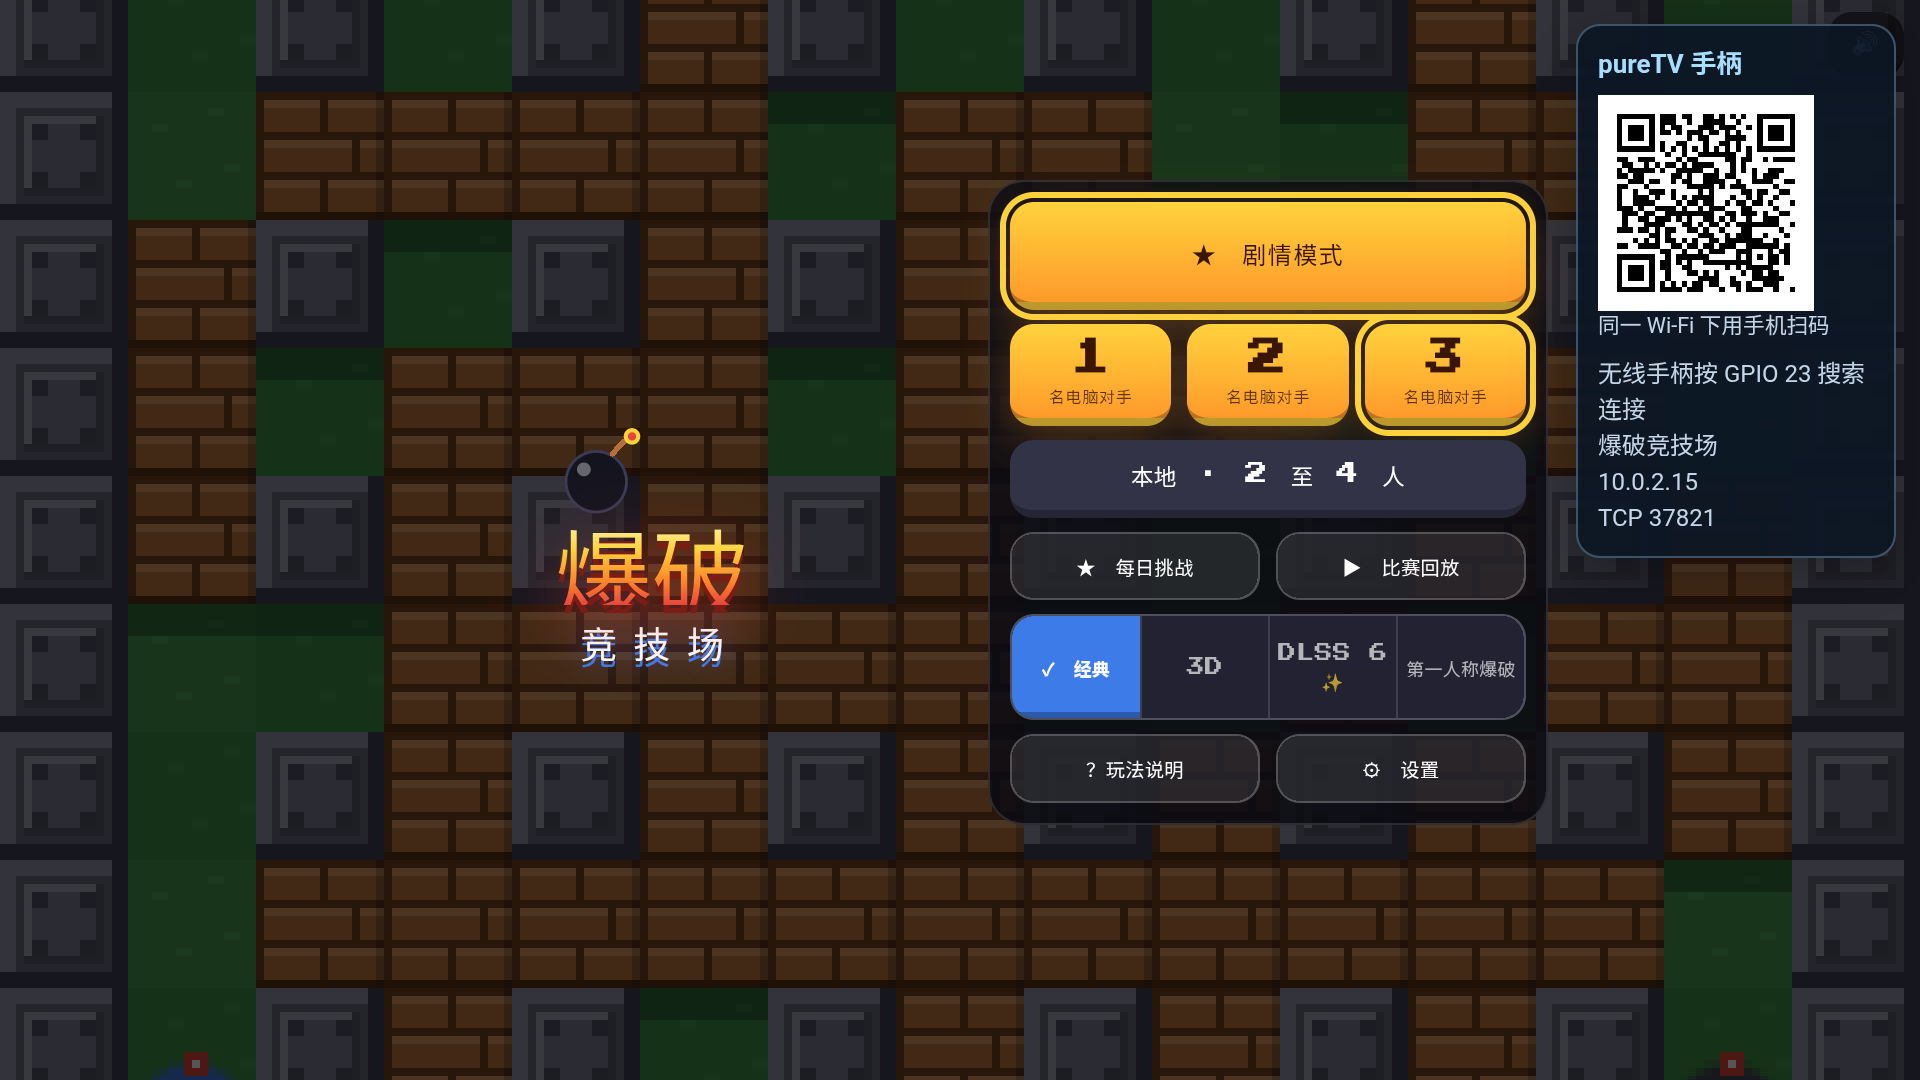 pureTV 手柄
同一 Wi-Fi 下用手机扫码
无线手柄按 GPIO 23 搜索
连接
爆破竞技场
10.0.2.15
TCP 37821
★ 剧情模式
1
名电脑对手
2
名电脑对手
3
名电脑对手
本地 · 2 至 4 人
爆破
竞技场
★ 每日挑战
▶ 比赛回放
✓ 经典
3D
DLSS 6
✨
第一人称爆破
? 玩法说明
⚙ 设置